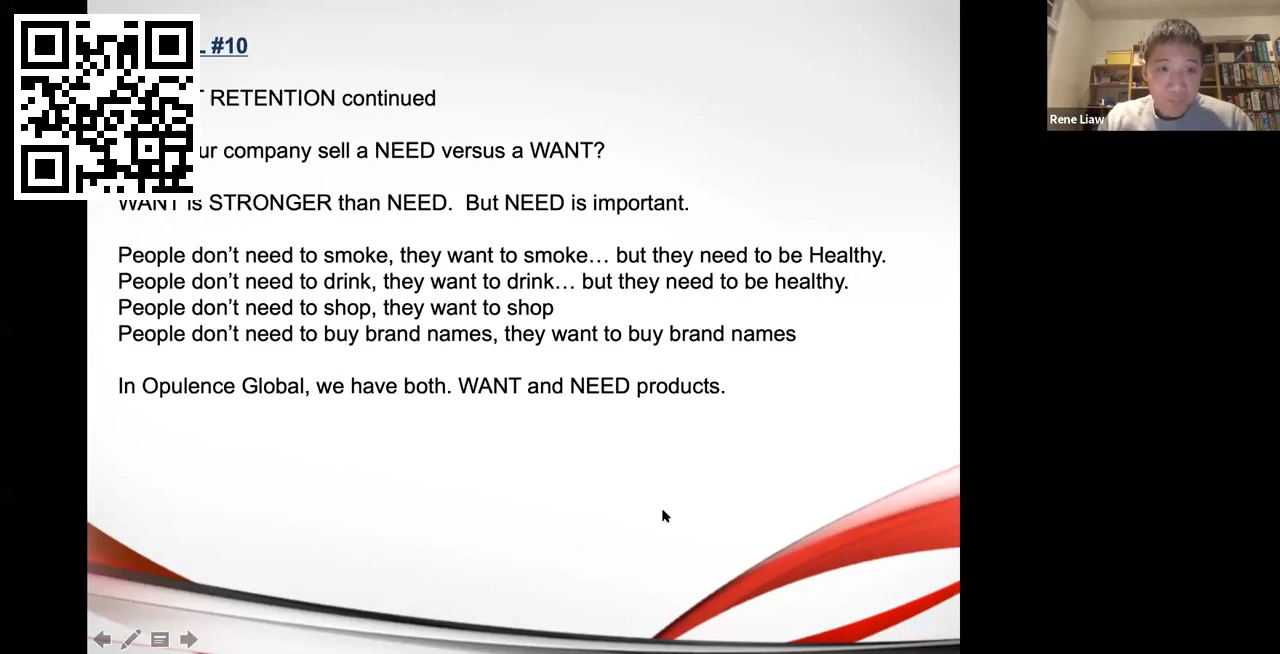 #10
RETENTION continued
ur company sell a NEED versus a WANT?
WANT is STRONGER than NEED.  But NEED is important.
People don’t need to smoke, they want to smoke… but they need to be Healthy.
People don’t need to drink, they want to drink… but they need to be healthy.
People don’t need to shop, they want to shop
People don’t need to buy brand names, they want to buy brand names
In Opulence Global, we have both. WANT and NEED products.
Rene Liaw